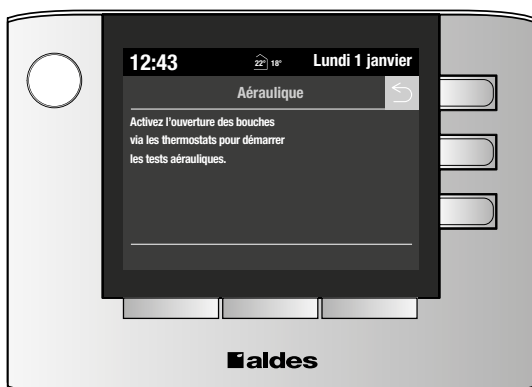 12:43 22° 18° Lundi 1 janvier
Aéraulique
Activez l'ouverture des bouches
via les thermostats pour démarrer
les tests aérauliques.
aldes